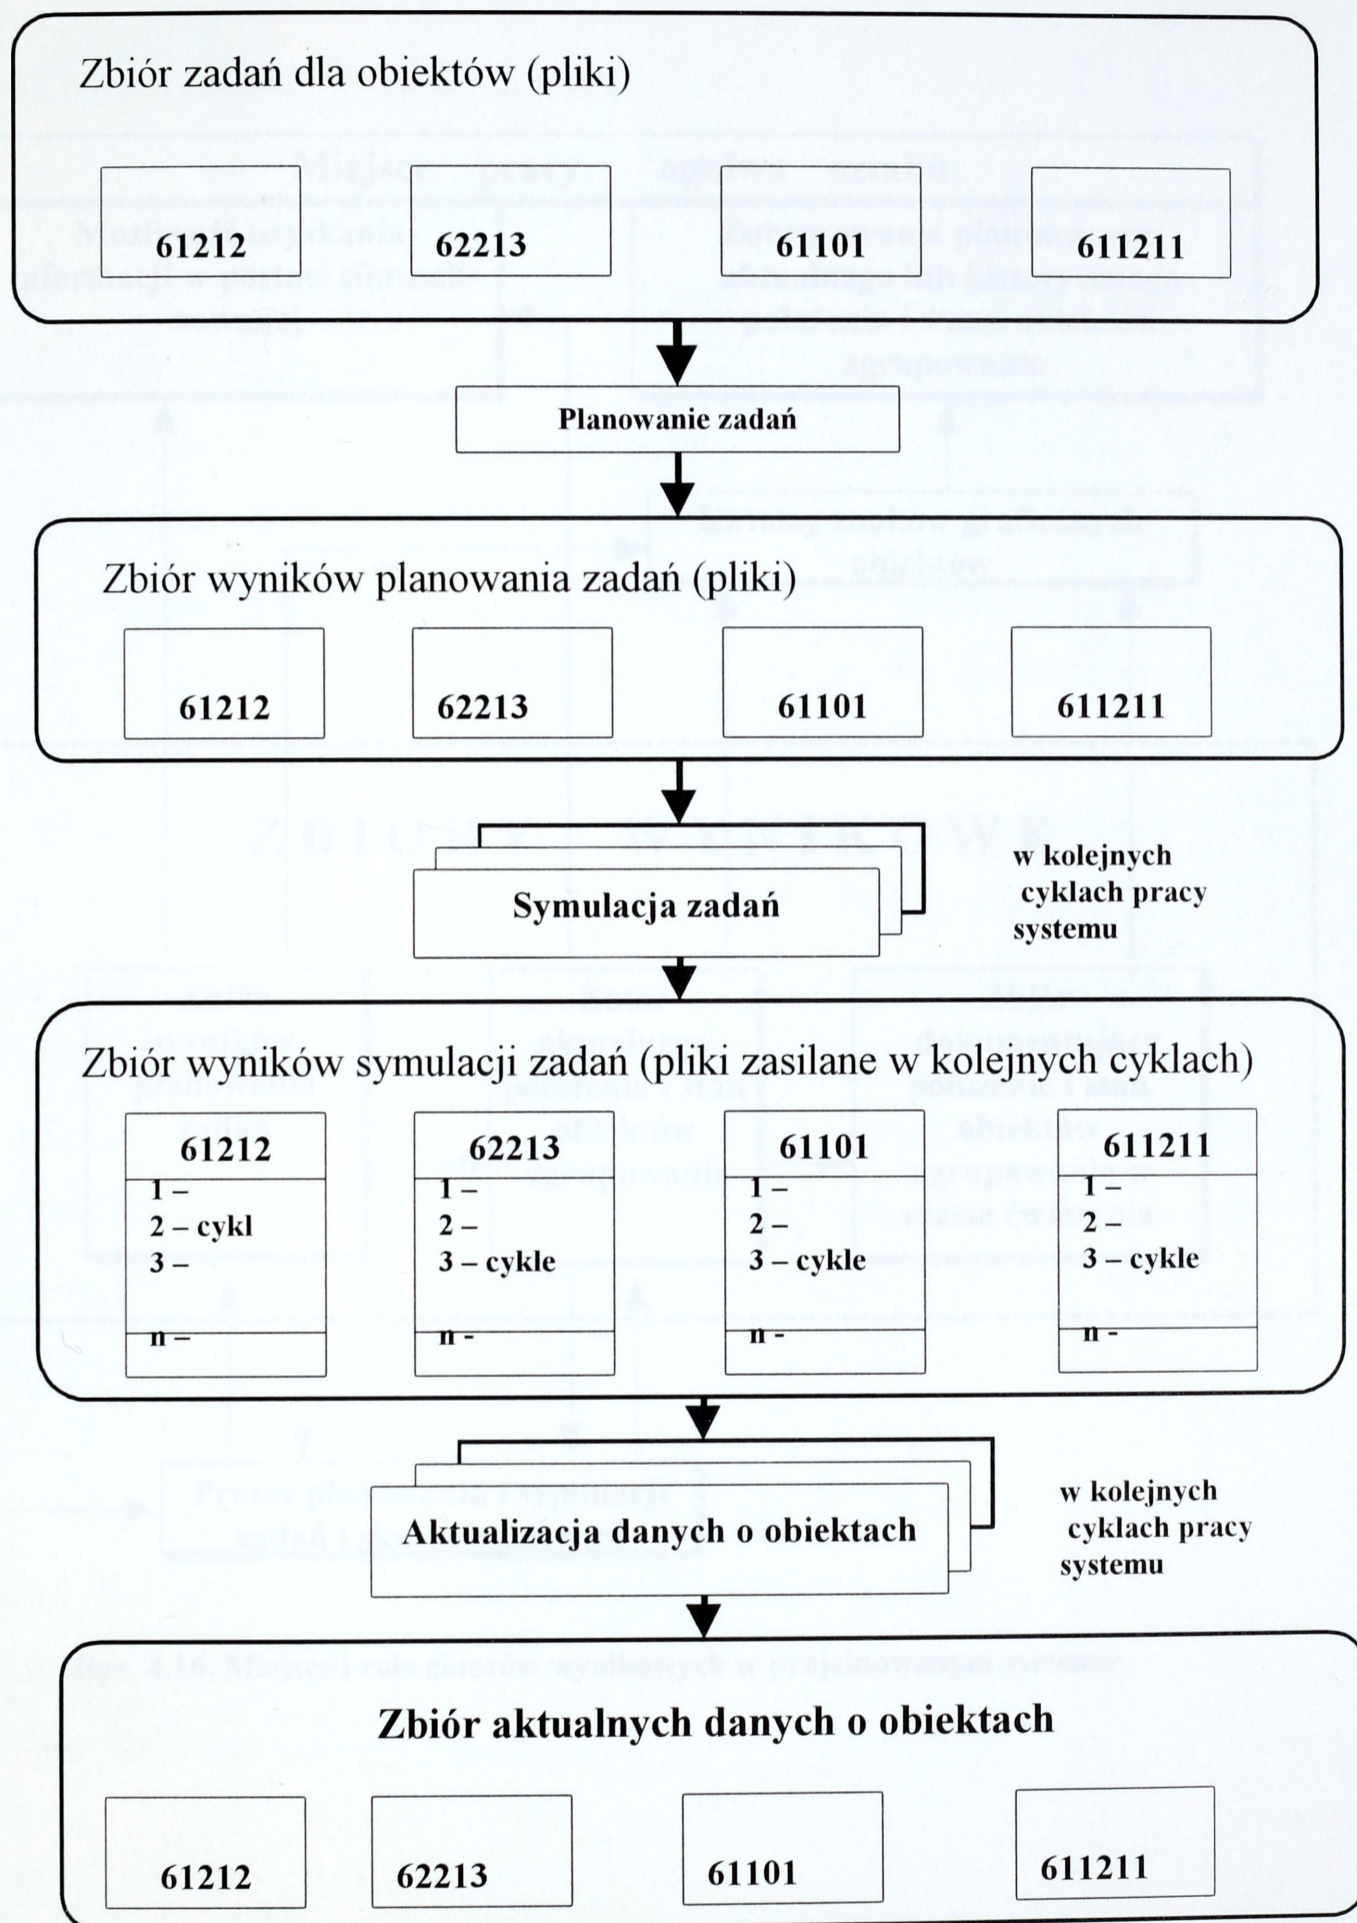 Zbiór zadań dla obiektów (pliki)
61212 62213 61101 611211
Planowanie zadań
Zbiór wyników planowania zadań (pliki)
61212 62213 61101 611211
Symulacja zadań
w kolejnych
cyklach pracy
systemu
Zbiór wyników symulacji zadań (pliki zasilane w kolejnych cyklach)
61212
1 –
2 – cykl
3 –
n –
62213
1 –
2 –
3 – cykle
n -
61101
1 –
2 –
3 – cykle
n -
611211
1 –
2 –
3 – cykle
n -
Aktualizacja danych o obiektach
w kolejnych
cyklach pracy
systemu
Zbiór aktualnych danych o obiektach
61212 62213 61101 611211